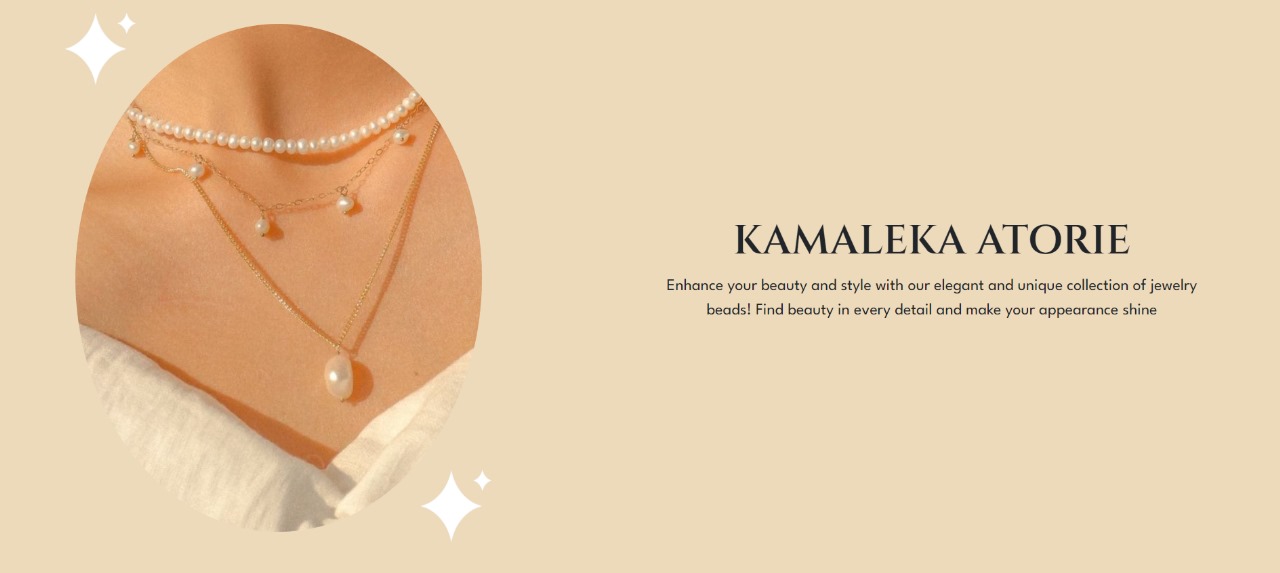 KAMALEKA ATORIE
Enhance your beauty and style with our elegant and unique collection of jewelry
beads! Find beauty in every detail and make your appearance shine